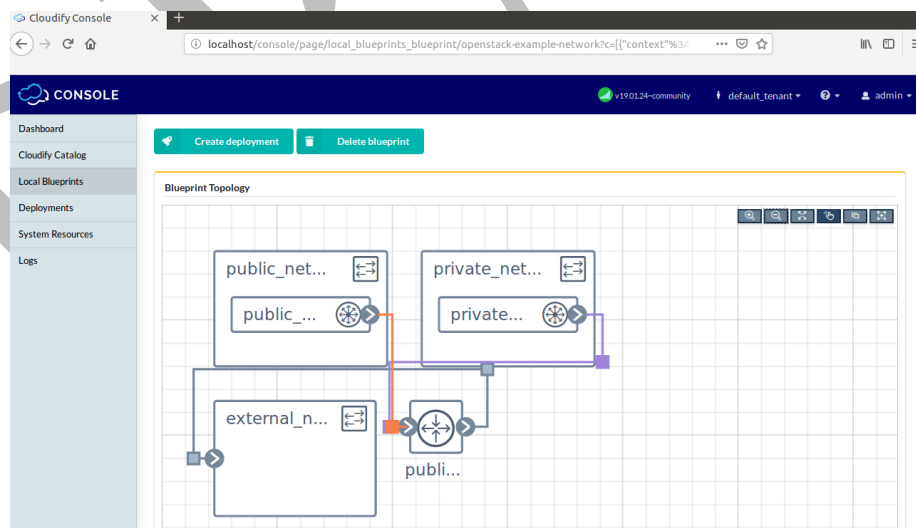 Cloudify Console
localhost/console/page/local_blueprints_blueprint/openstack-example-network?c=[{"context"%3A
CONSOLE
v19.01.24~community
default_tenant
admin
Dashboard
Cloudify Catalog
Local Blueprints
Deployments
System Resources
Logs
Create deployment
Delete blueprint
Blueprint Topology
public_net...
private_net...
public_...
private...
external_n...
publi...